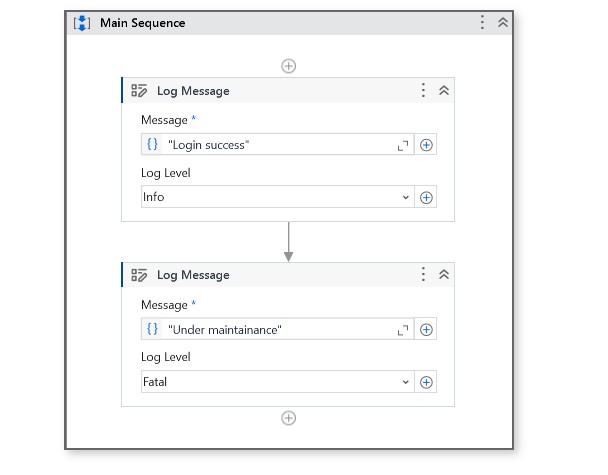 Main Sequence
Log Message
Message *
{} "Login success"
Log Level
Info
Log Message
Message *
{} "Under maintainance"
Log Level
Fatal